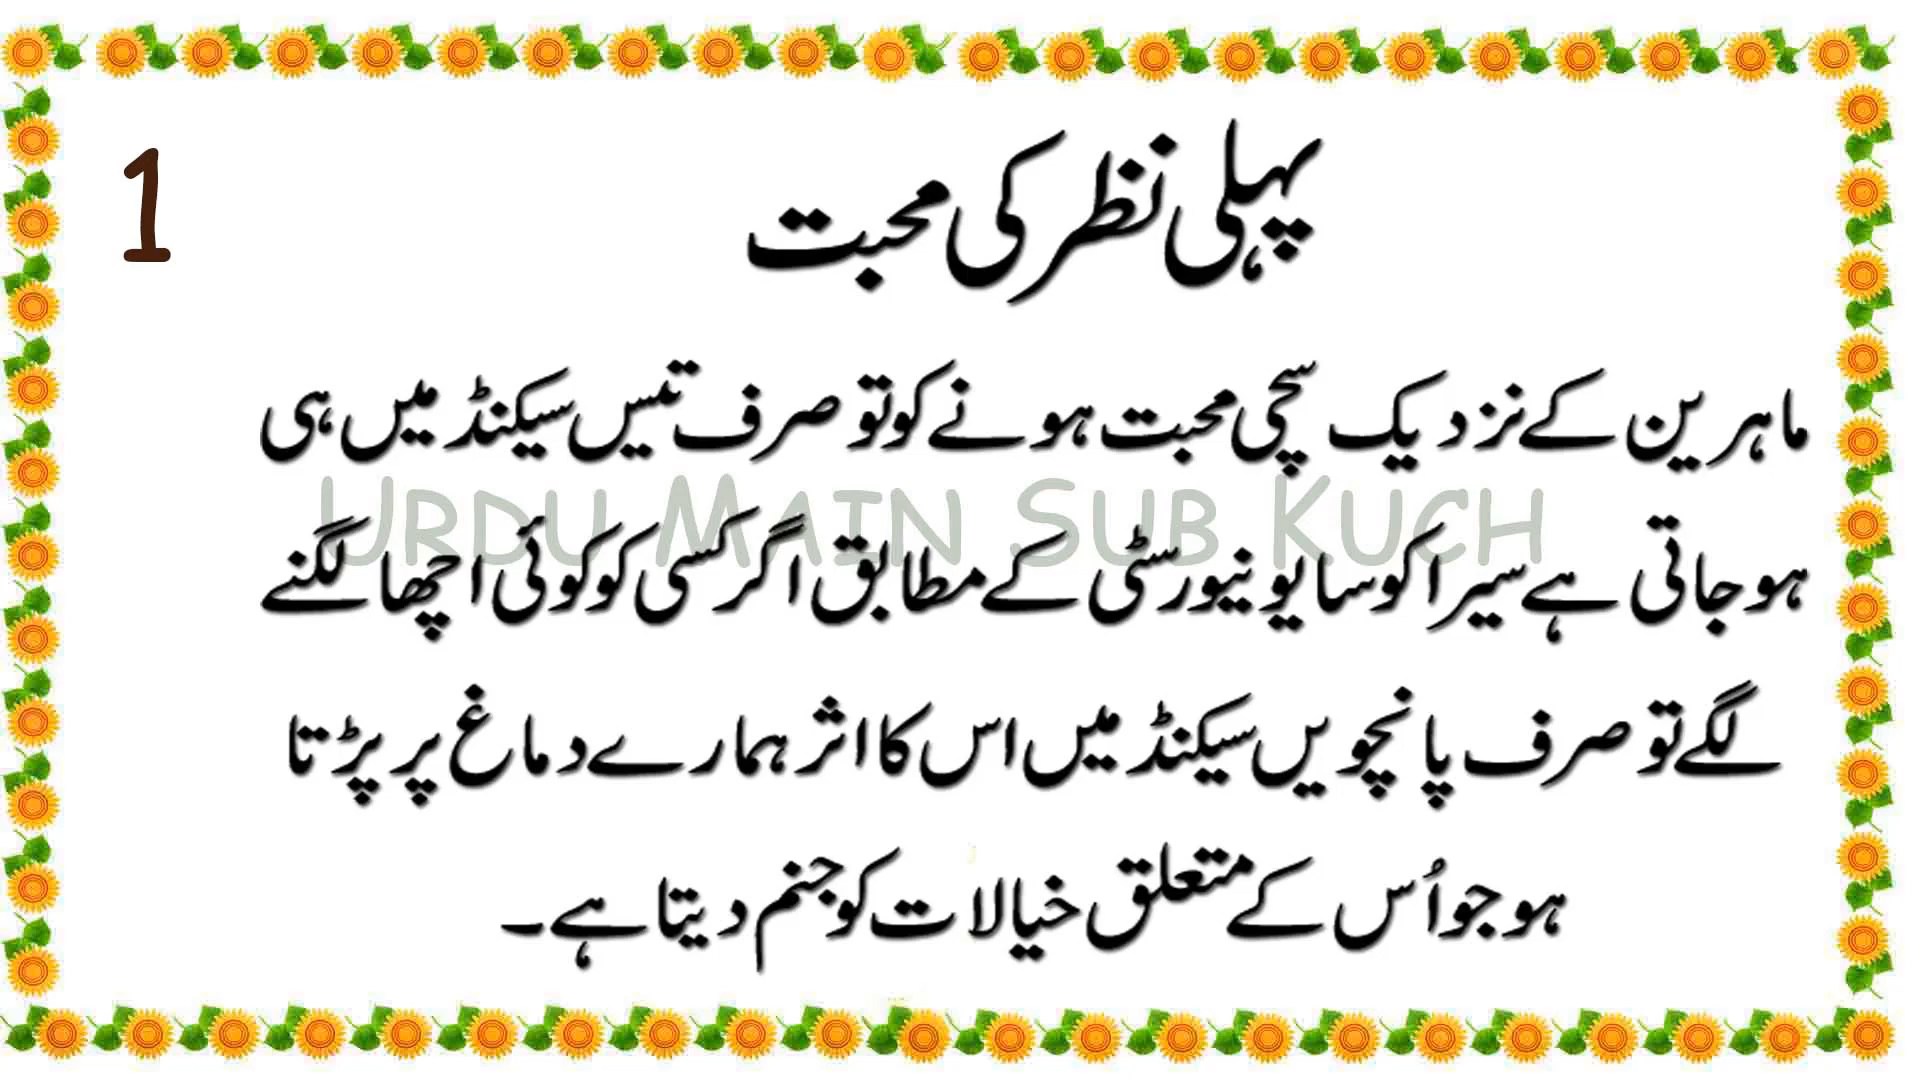 1
پہلی نظر کی محبت
ماہرین کے نزدیک سچی محبت ہونے کو تو صرف تیس سیکنڈ میں ہی
URDU MAIN SUB KUCH
ہو جاتی ہے سیراکوسا یونیورسٹی کے مطابق اگر کسی کو کوئی اچھا لگنے
لگے تو صرف پانچویں سیکنڈ میں اس کا اثر ہمارے دماغ پر پڑتا
ہو جو اُس کے متعلق خیالات کو جنم دیتا ہے۔